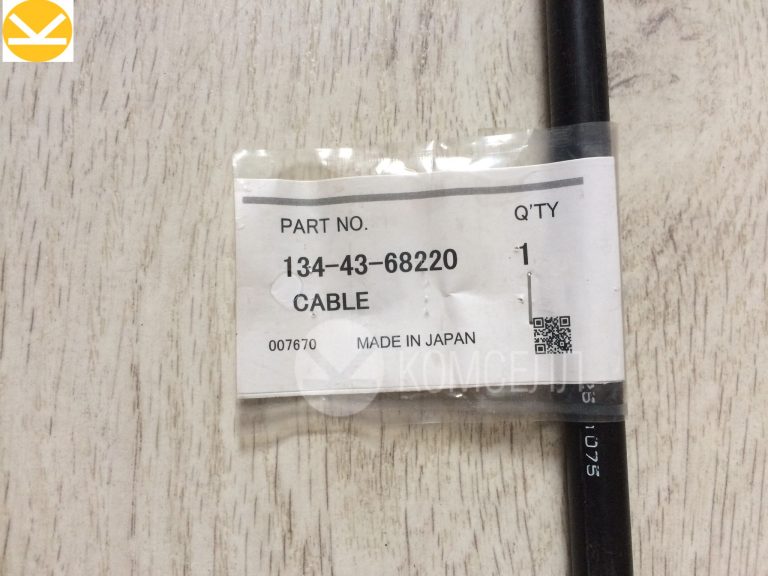 PART NO.
Q'TY
134-43-68220
1
CABLE
007670
MADE IN JAPAN
КОМСЕЛЛ
1075